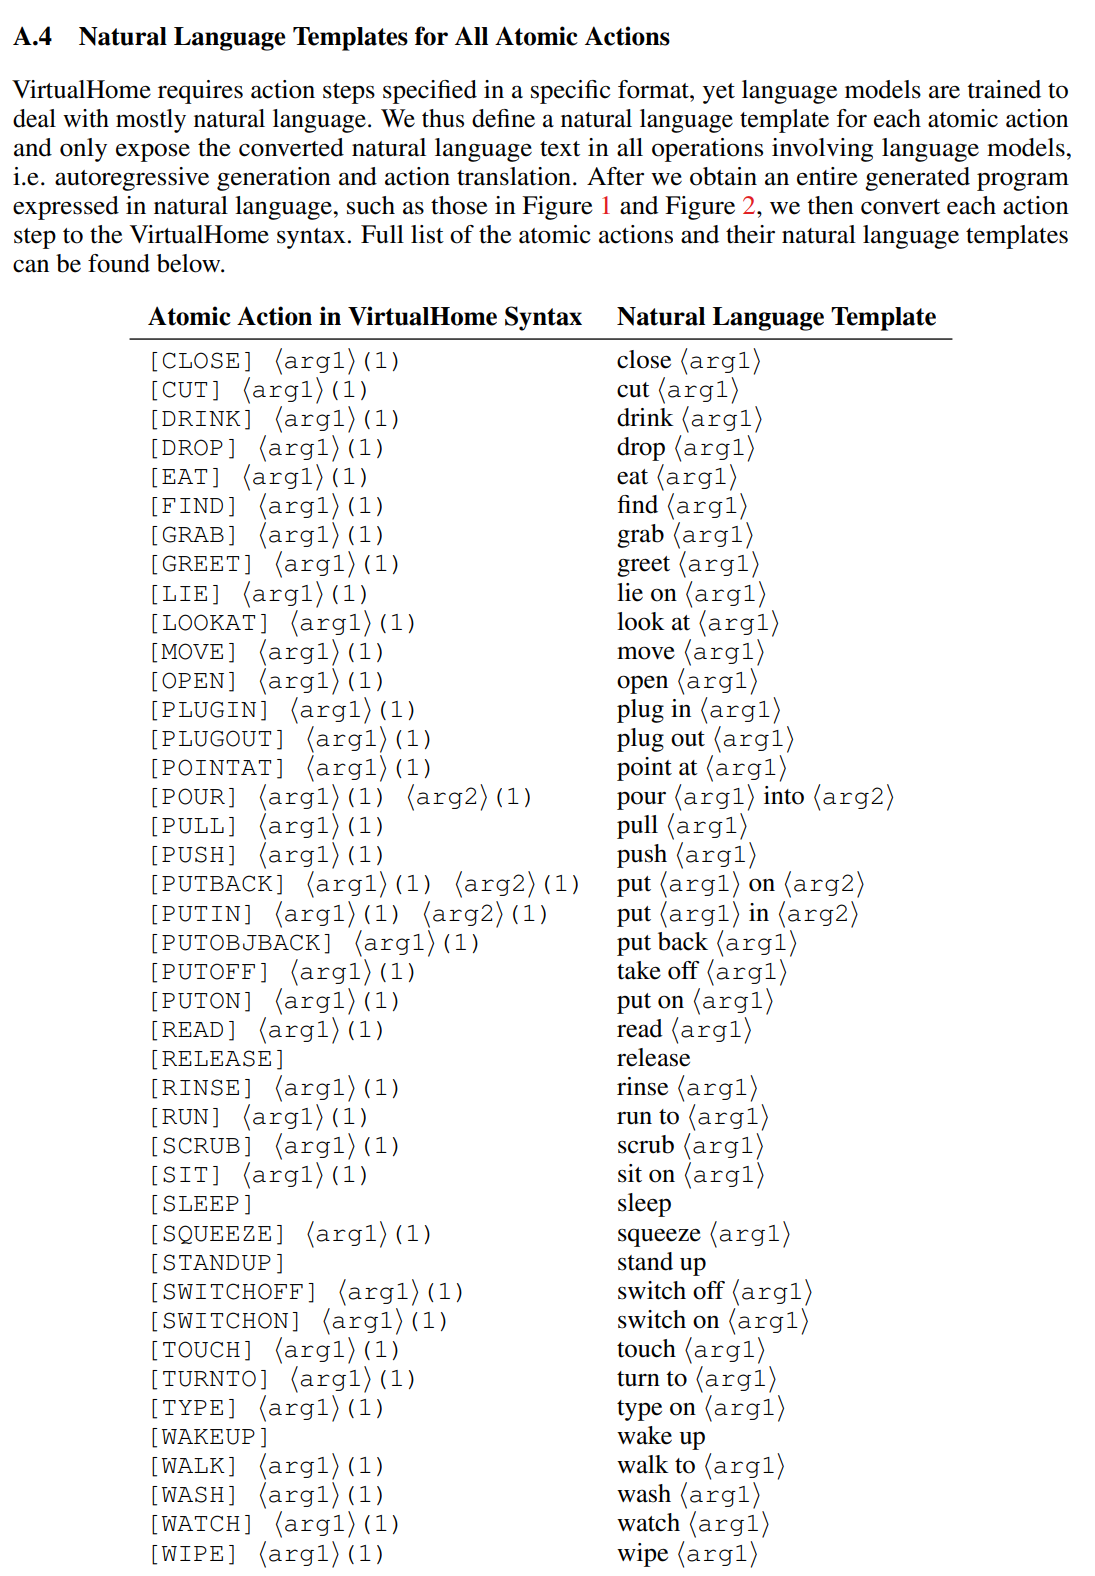 A.4 Natural Language Templates for All Atomic Actions
VirtualHome requires action steps specified in a specific format, yet language models are trained to
deal with mostly natural language. We thus define a natural language template for each atomic action
and only expose the converted natural language text in all operations involving language models,
i.e. autoregressive generation and action translation. After we obtain an entire generated program
expressed in natural language, such as those in Figure 1 and Figure 2, we then convert each action
step to the VirtualHome syntax. Full list of the atomic actions and their natural language templates
can be found below.
Atomic Action in VirtualHome Syntax Natural Language Template
[CLOSE] ⟨arg1⟩(1) close ⟨arg1⟩
[CUT] ⟨arg1⟩(1) cut ⟨arg1⟩
[DRINK] ⟨arg1⟩(1) drink ⟨arg1⟩
[DROP] ⟨arg1⟩(1) drop ⟨arg1⟩
[EAT] ⟨arg1⟩(1) eat ⟨arg1⟩
[FIND] ⟨arg1⟩(1) find ⟨arg1⟩
[GRAB] ⟨arg1⟩(1) grab ⟨arg1⟩
[GREET] ⟨arg1⟩(1) greet ⟨arg1⟩
[LIE] ⟨arg1⟩(1) lie on ⟨arg1⟩
[LOOKAT] ⟨arg1⟩(1) look at ⟨arg1⟩
[MOVE] ⟨arg1⟩(1) move ⟨arg1⟩
[OPEN] ⟨arg1⟩(1) open ⟨arg1⟩
[PLUGIN] ⟨arg1⟩(1) plug in ⟨arg1⟩
[PLUGOUT] ⟨arg1⟩(1) plug out ⟨arg1⟩
[POINTAT] ⟨arg1⟩(1) point at ⟨arg1⟩
[POUR] ⟨arg1⟩(1) ⟨arg2⟩(1) pour ⟨arg1⟩ into ⟨arg2⟩
[PULL] ⟨arg1⟩(1) pull ⟨arg1⟩
[PUSH] ⟨arg1⟩(1) push ⟨arg1⟩
[PUTBACK] ⟨arg1⟩(1) ⟨arg2⟩(1) put ⟨arg1⟩ on ⟨arg2⟩
[PUTIN] ⟨arg1⟩(1) ⟨arg2⟩(1) put ⟨arg1⟩ in ⟨arg2⟩
[PUTOBJBACK] ⟨arg1⟩(1) put back ⟨arg1⟩
[PUTOFF] ⟨arg1⟩(1) take off ⟨arg1⟩
[PUTON] ⟨arg1⟩(1) put on ⟨arg1⟩
[READ] ⟨arg1⟩(1) read ⟨arg1⟩
[RELEASE] release
[RINSE] ⟨arg1⟩(1) rinse ⟨arg1⟩
[RUN] ⟨arg1⟩(1) run to ⟨arg1⟩
[SCRUB] ⟨arg1⟩(1) scrub ⟨arg1⟩
[SIT] ⟨arg1⟩(1) sit on ⟨arg1⟩
[SLEEP] sleep
[SQUEEZE] ⟨arg1⟩(1) squeeze ⟨arg1⟩
[STANDUP] stand up
[SWITCHOFF] ⟨arg1⟩(1) switch off ⟨arg1⟩
[SWITCHON] ⟨arg1⟩(1) switch on ⟨arg1⟩
[TOUCH] ⟨arg1⟩(1) touch ⟨arg1⟩
[TURNTO] ⟨arg1⟩(1) turn to ⟨arg1⟩
[TYPE] ⟨arg1⟩(1) type on ⟨arg1⟩
[WAKEUP] wake up
[WALK] ⟨arg1⟩(1) walk to ⟨arg1⟩
[WASH] ⟨arg1⟩(1) wash ⟨arg1⟩
[WATCH] ⟨arg1⟩(1) watch ⟨arg1⟩
[WIPE] ⟨arg1⟩(1) wipe ⟨arg1⟩